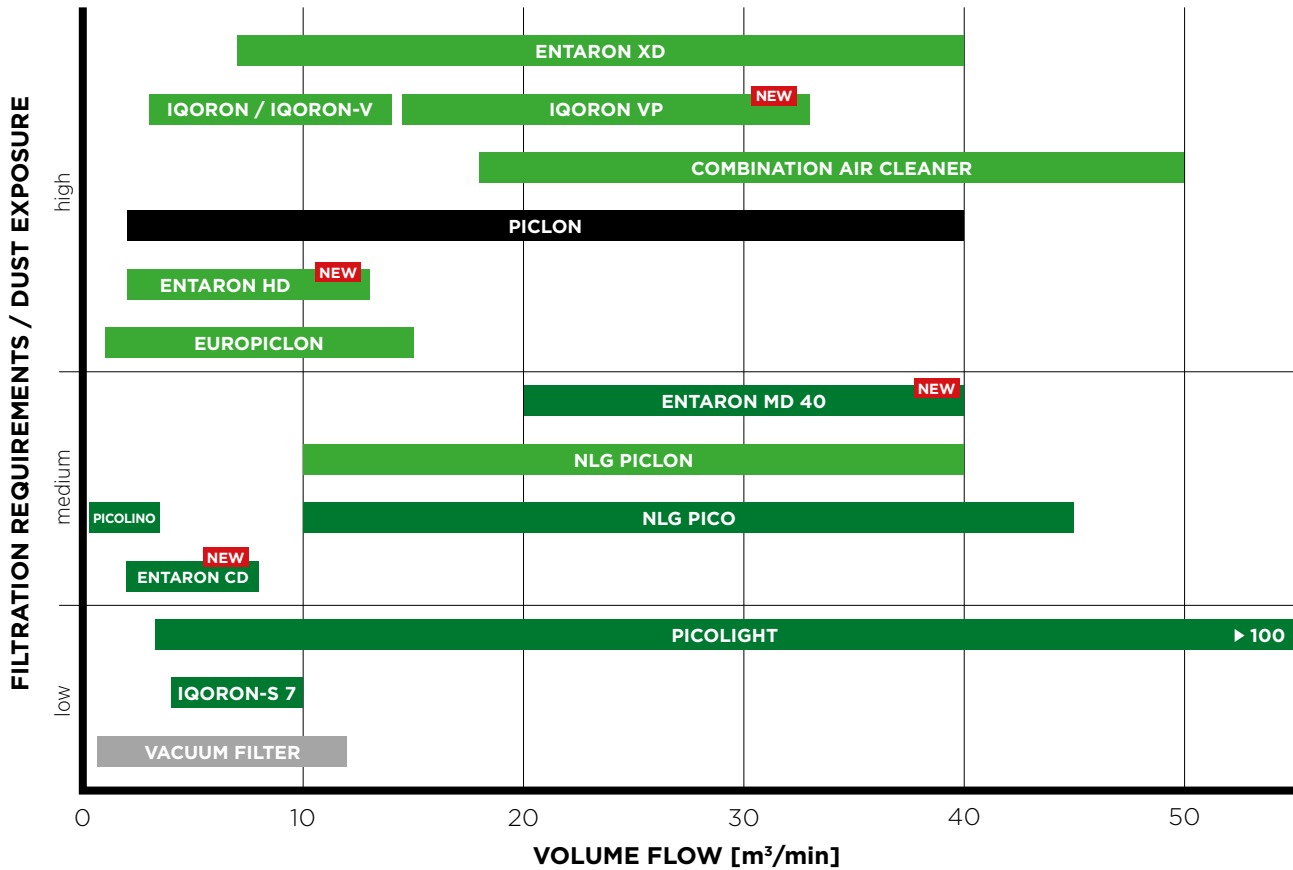 FILTRATION REQUIREMENTS / DUST EXPOSURE
high
medium
low
ENTARON XD
IQORON / IQORON-V
IQORON VP
NEW
COMBINATION AIR CLEANER
PICLON
ENTARON HD
NEW
EUROPICLON
ENTARON MD 40
NEW
NLG PICLON
PICOLINO
NLG PICO
NEW
ENTARON CD
PICOLIGHT
▶ 100
IQORON-S 7
VACUUM FILTER
0 10 20 30 40 50
VOLUME FLOW [m³/min]